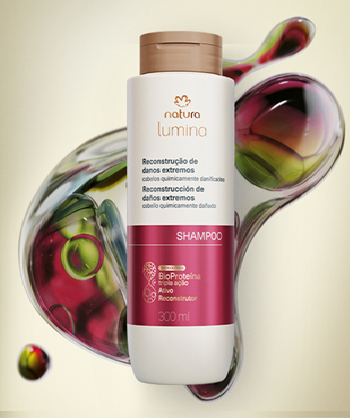 natura
lumina
Reconstrução de
danos extremos
cabelos quimicamente danificados
Reconstrucción de
daños extremos
cabello quimicamente dañado
SHAMPOO
BioProteína
tripla ação
Ativo
Reconstrutor
300 ml